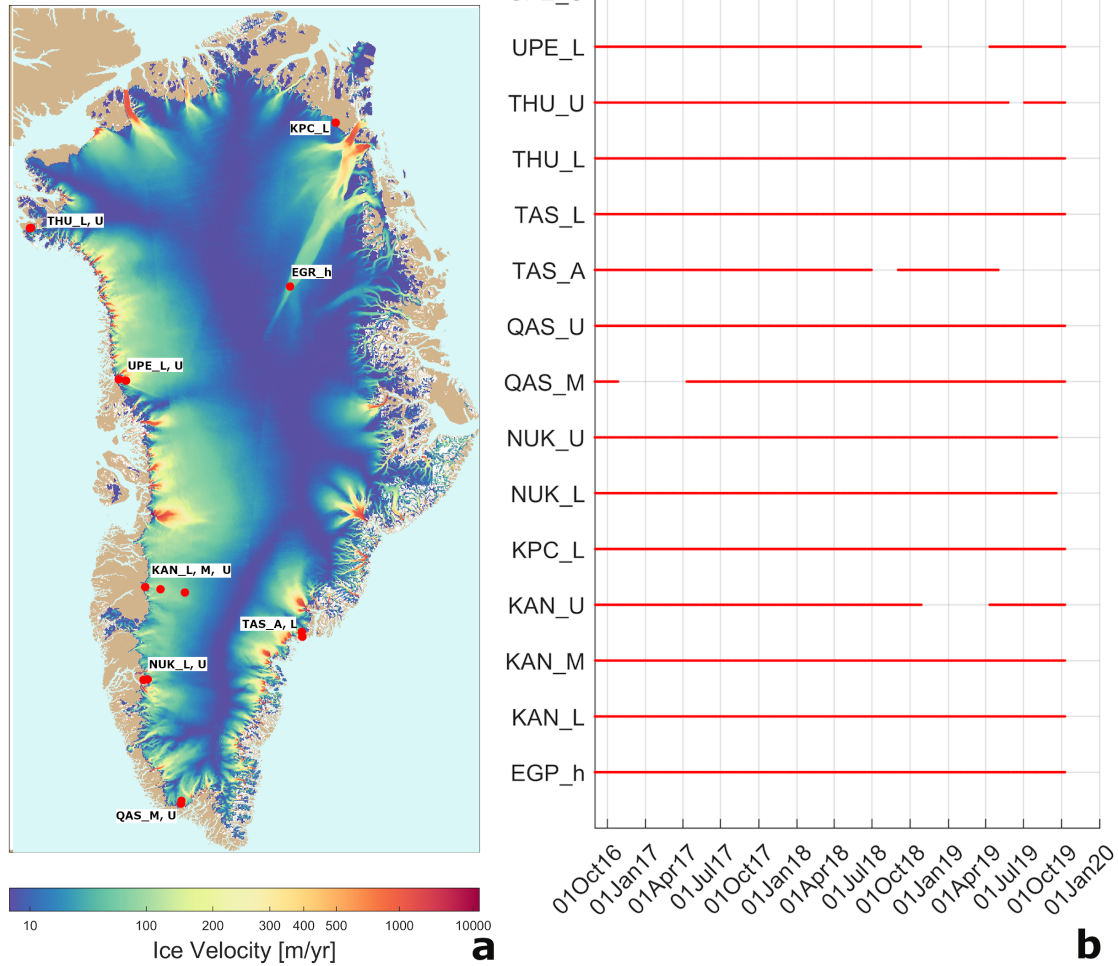 KPC_L
THU_L, U
EGR_h
UPE_L, U
KAN_L, M, U
TAS_A, L
NUK_L, U
QAS_M, U
10 100 200 300 400 500 1000 10000
Ice Velocity [m/yr]
a
UPE_L
THU_U
THU_L
TAS_L
TAS_A
QAS_U
QAS_M
NUK_U
NUK_L
KPC_L
KAN_U
KAN_M
KAN_L
EGP_h
01Oct16
01Jan17
01Apr17
01Jul17
01Oct17
01Jan18
01Apr18
01Jul18
01Oct18
01Jan19
01Apr19
01Jul19
01Oct19
01Jan20
b